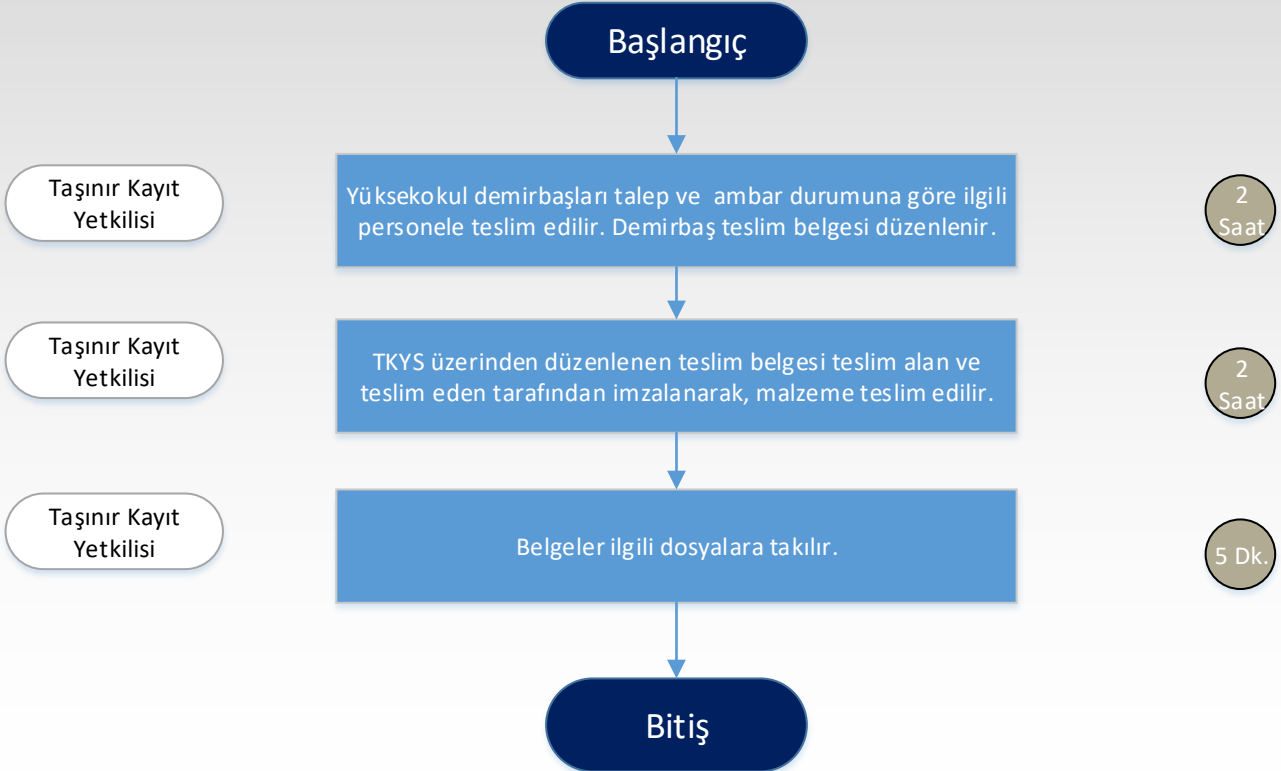 Başlangıç
Taşınır Kayıt
Yetkilisi
Yüksekokul demirbaşları talep ve ambar durumuna göre ilgili
personele teslim edilir. Demirbaş teslim belgesi düzenlenir.
2
Saat
Taşınır Kayıt
Yetkilisi
TKYS üzerinden düzenlenen teslim belgesi teslim alan ve
teslim eden tarafından imzalanarak, malzeme teslim edilir.
2
Saat
Taşınır Kayıt
Yetkilisi
Belgeler ilgili dosyalara takılır.
5 Dk.
Bitiş